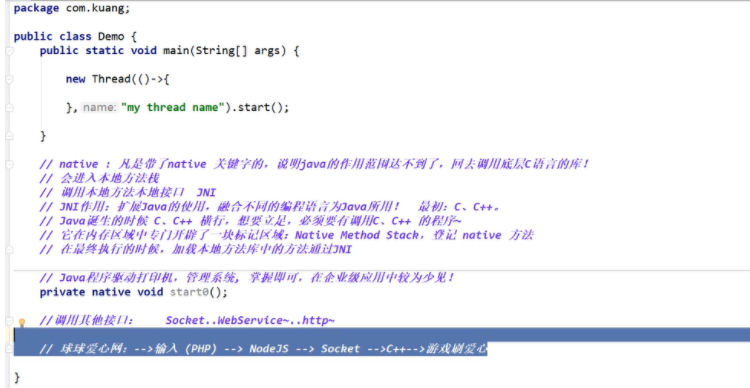 package com.kuang;
public class Demo {
public static void main(String[] args) {
new Thread(()->{
}, name: "my thread name").start();
}
// native : 凡是带了native 关键字的，说明java的作用范围达不到了，回去调用底层C语言的库！
// 会进入本地方法栈
// 调用本地方法本地接口 JNI
// JNI作用：扩展Java的使用，融合不同的编程语言为Java所用！ 最初：C、C++。
// Java诞生的时候 C、C++ 横行，想要立足，必须要有调用C、C++ 的程序~
// 它在内存区域中专门开辟了一块标记区域：Native Method Stack，登记 native 方法
// 在最终执行的时候，加载本地方法库中的方法通过JNI
// Java程序驱动打印机，管理系统，掌握即可，在企业级应用中较为少见！
private native void start0();
//调用其他接口： Socket..WebService~..http~
// 球球爱心网：-->输入 (PHP) --> NodeJS --> Socket -->C++-->游戏刷爱心
}